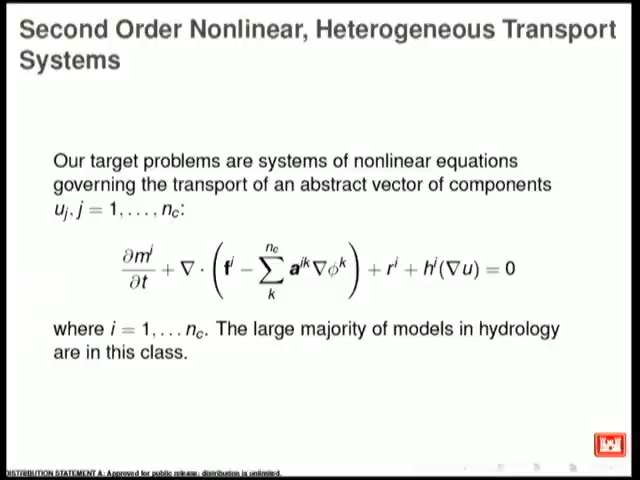 Second Order Nonlinear, Heterogeneous Transport
Systems
Our target problems are systems of nonlinear equations
governing the transport of an abstract vector of components
u_j, j = 1, . . . , n_c:
∂m^i/∂t + ∇ · (f^i − ∑_k^{n_c} a^{ik}∇ϕ^k) + r^i + h^i(∇u) = 0
where i = 1, . . . n_c. The large majority of models in hydrology
are in this class.
DISTRIBUTION STATEMENT A: Approved for public release; distribution is unlimited.